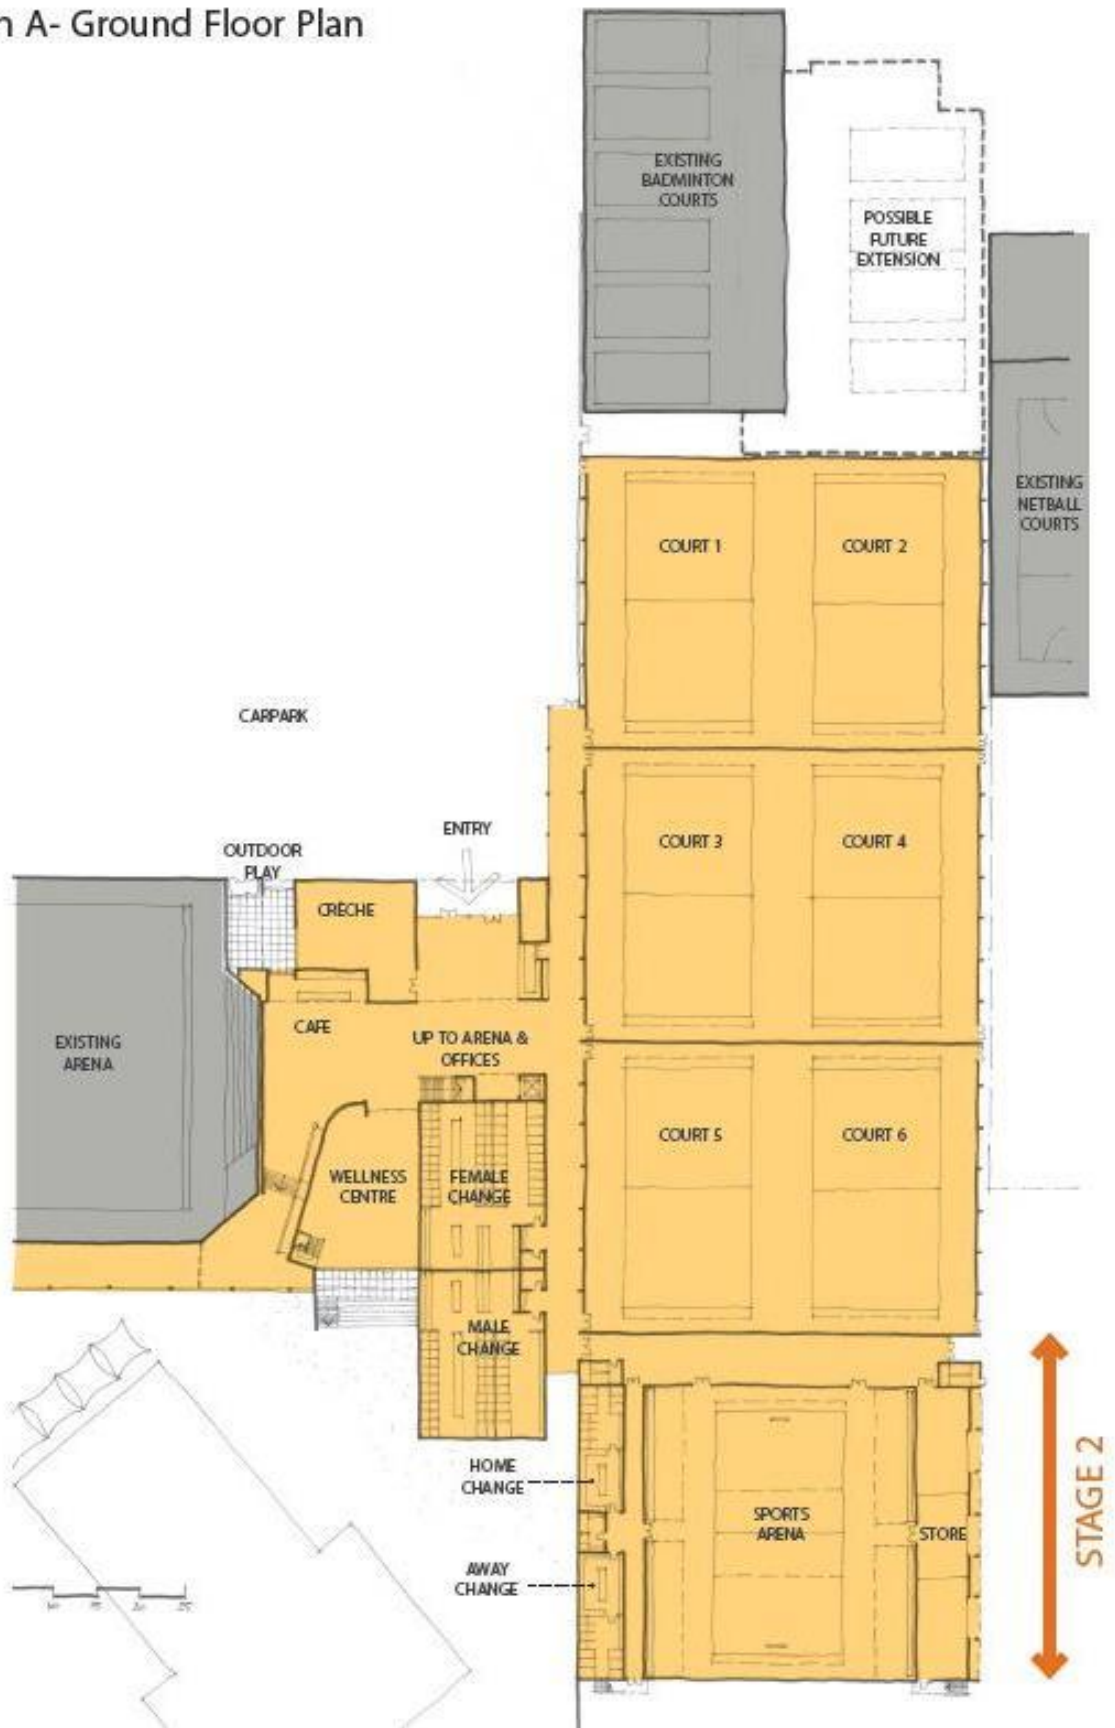 n A- Ground Floor Plan
EXISTING
BADMINTON
COURTS
POSSIBLE
FUTURE
EXTENSION
EXISTING
NETBALL
COURTS
COURT 1
COURT 2
CARPARK
COURT 3
COURT 4
ENTRY
OUTDOOR
PLAY
CRÈCHE
CAFE
UP TO ARENA &
OFFICES
EXISTING
ARENA
COURT 5
COURT 6
WELLNESS
CENTRE
FEMALE
CHANGE
MALE
CHANGE
HOME
CHANGE
SPORTS
ARENA
STORE
AWAY
CHANGE
STAGE 2